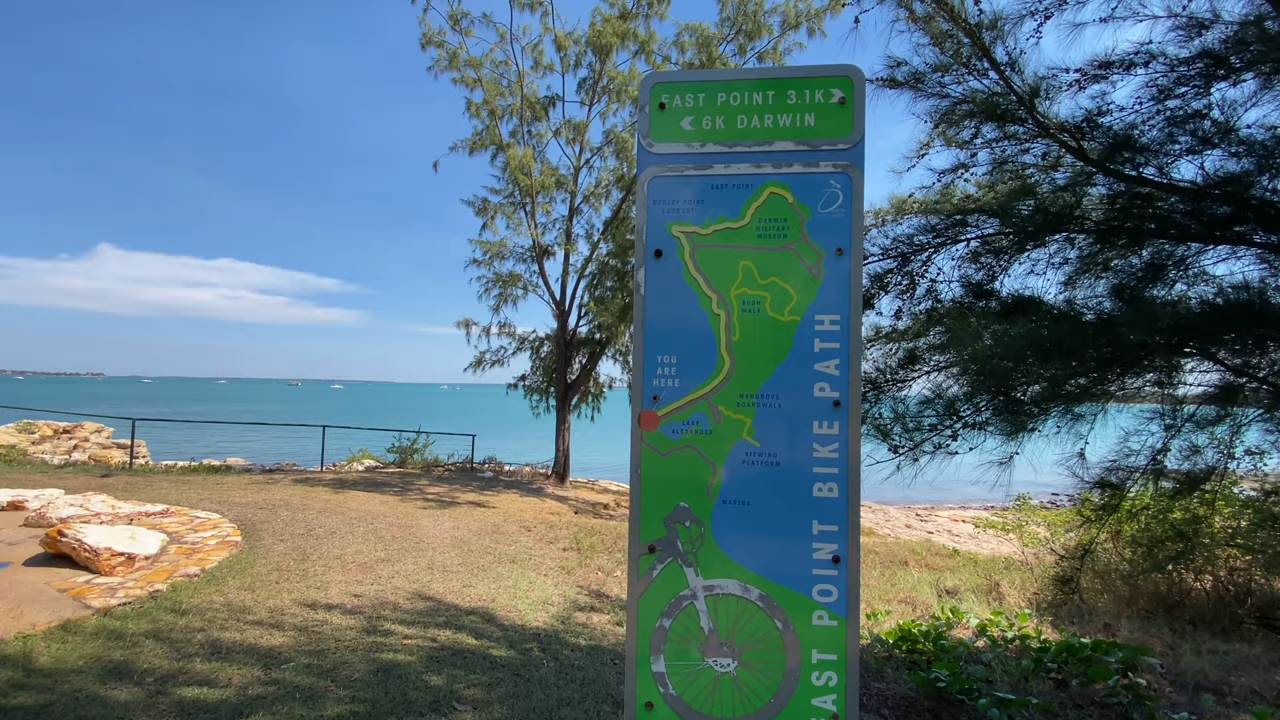 EAST POINT 3.1K
6K DARWIN
EAST POINT
DUDLEY POINT
LOOKOUT
DARWIN
MILITARY
MUSEUM
BUSH
WALK
YOU
ARE
HERE
MANGROVE
BOARDWALK
LAKE
ALEXANDER
VIEWING
PLATFORM
MARINA
EAST POINT BIKE PATH